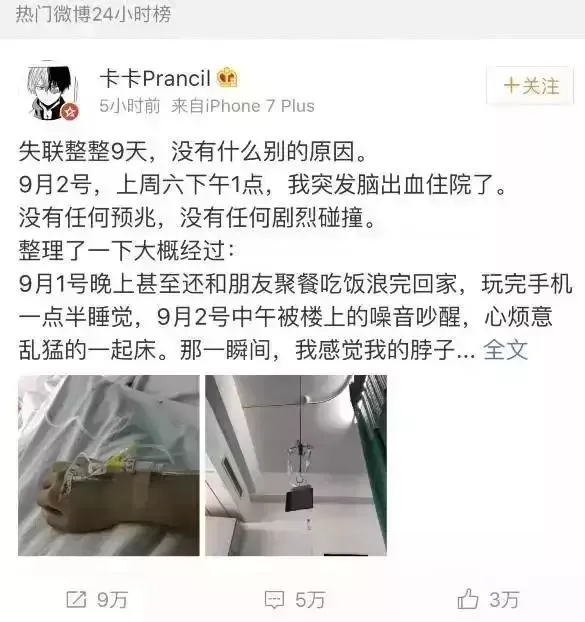 热门微博24小时榜
卡卡Prancil
5小时前 来自iPhone 7 Plus
+关注
失联整整9天，没有什么别的原因。
9月2号，上周六下午1点，我突发脑出血住院了。
没有任何预兆，没有任何剧烈碰撞。
整理了一下大概经过：
9月1号晚上甚至还和朋友聚餐吃饭浪完回家，玩完手机
一点半睡觉，9月2号中午被楼上的噪音吵醒，心烦意
乱猛的一起床。那一瞬间，我感觉我的脖子... 全文
9万
5万
3万